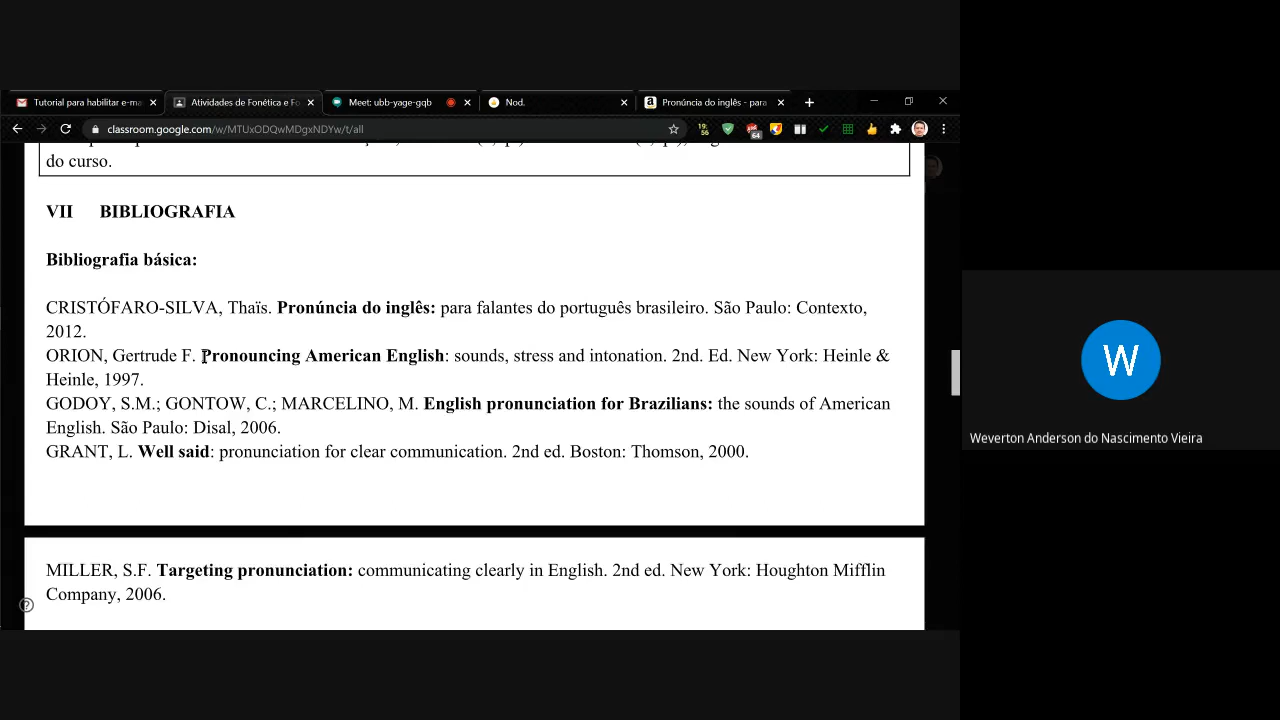 Tutorial para habilitar e-ma
Atividades de Fonética e Fo
Meet: ubb-yage-gqb
Nod.
Pronúncia do inglês - para
classroom.google.com/w/MTUxODQwMDgxNDYw/t/all
19:
56
64
do curso.
VII BIBLIOGRAFIA
Bibliografia básica:
CRISTÓFARO-SILVA, Thaïs. Pronúncia do inglês: para falantes do português brasileiro. São Paulo: Contexto,
2012.
ORION, Gertrude F. Pronouncing American English: sounds, stress and intonation. 2nd. Ed. New York: Heinle &
Heinle, 1997.
GODOY, S.M.; GONTOW, C.; MARCELINO, M. English pronunciation for Brazilians: the sounds of American
English. São Paulo: Disal, 2006.
GRANT, L. Well said: pronunciation for clear communication. 2nd ed. Boston: Thomson, 2000.
MILLER, S.F. Targeting pronunciation: communicating clearly in English. 2nd ed. New York: Houghton Mifflin
Company, 2006.
W
Weverton Anderson do Nascimento Vieira